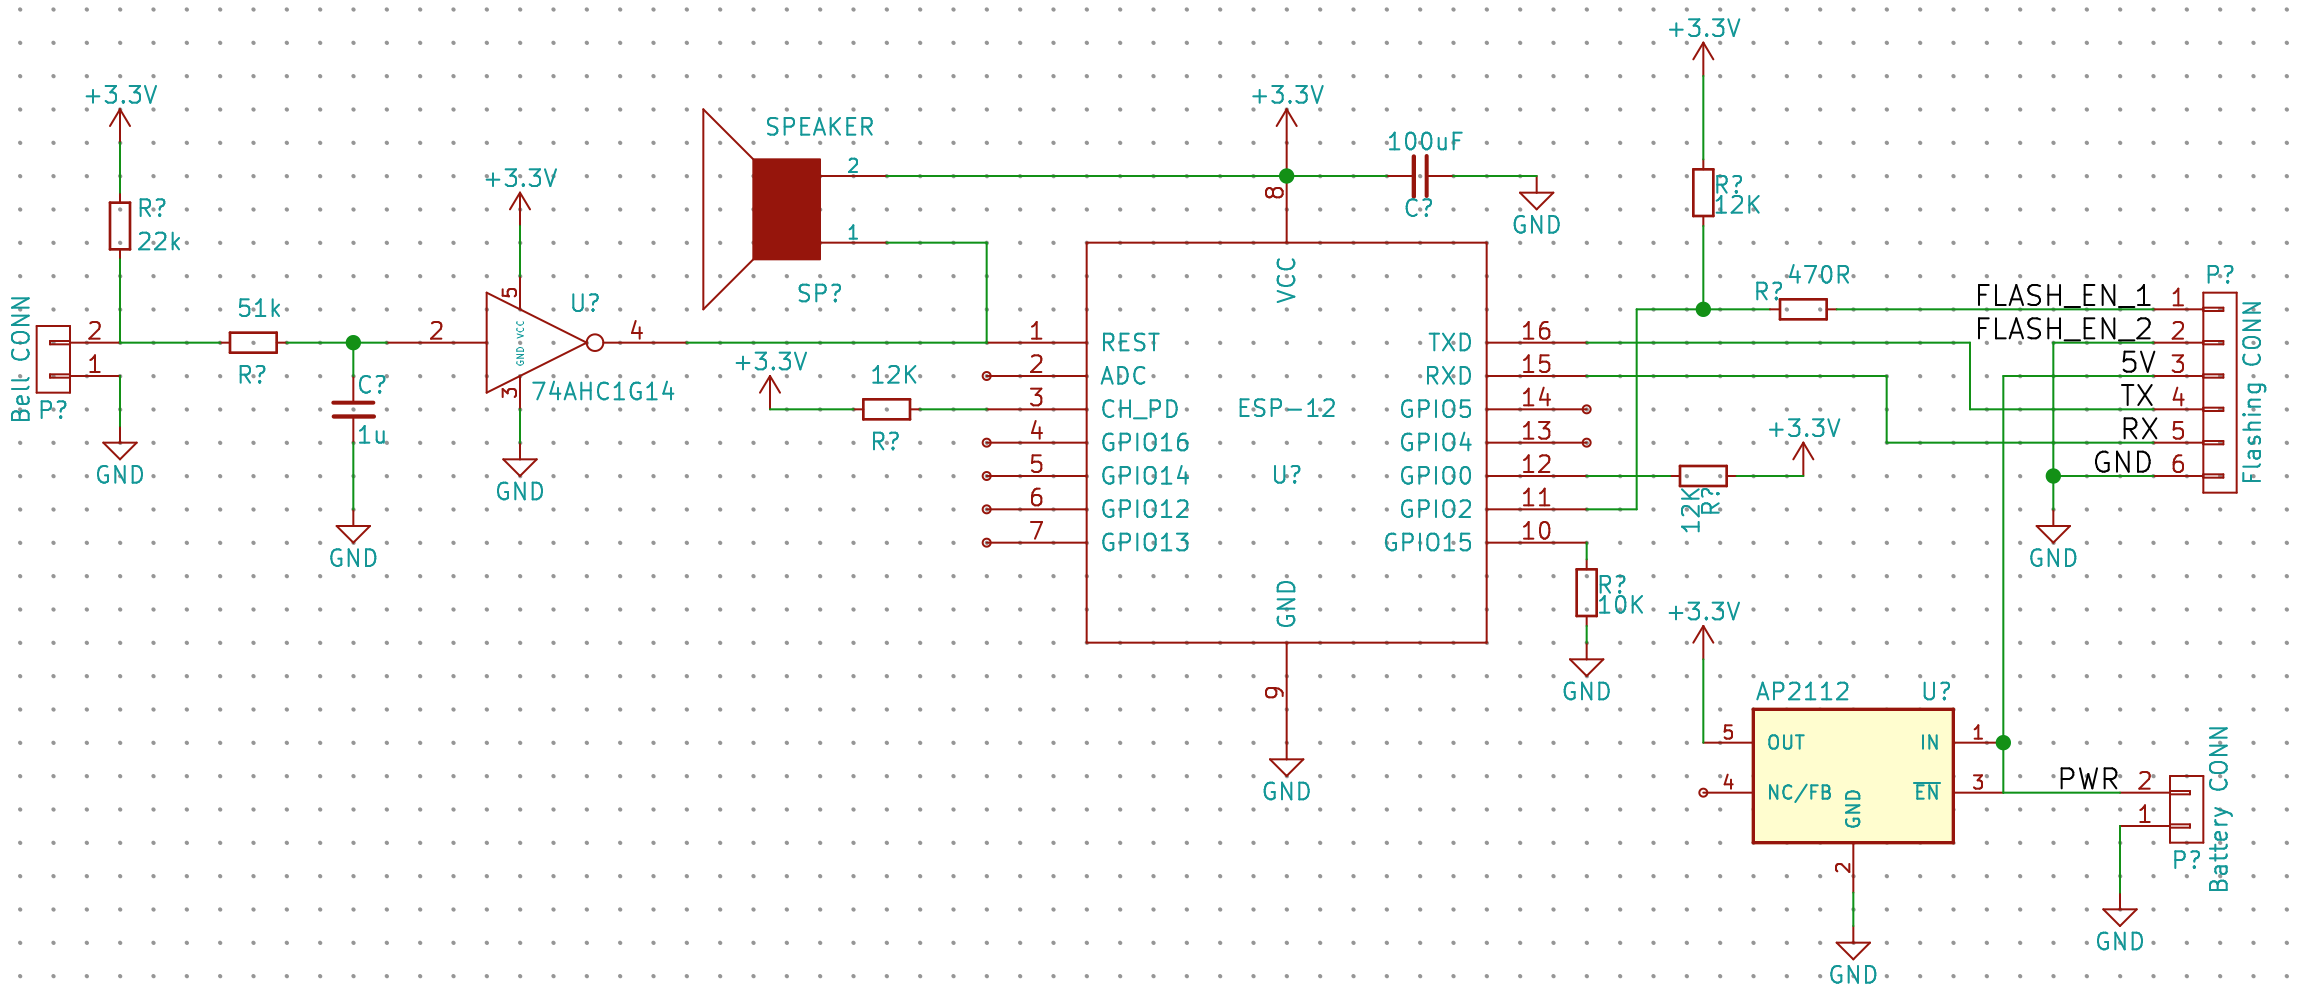 +3.3V
R?
22k
Bell CONN
2
1
P?
GND
51k
R?
C?
1u
GND
+3.3V
5
2
GND VCC
U?
4
3
74AHC1G14
GND
SPEAKER
2
1
SP?
+3.3V
12K
R?
+3.3V
8
100uF
C?
GND
VCC
1 REST
2 ADC
3 CH_PD
4 GPIO16
5 GPIO14
6 GPIO12
7 GPIO13
ESP-12
U?
TXD 16
RXD 15
GPIO5 14
GPIO4 13
GPIO0 12
GPIO2 11
GPIO15 10
GND
9
GND
+3.3V
R?
12K
R?
470R
+3.3V
12K
R?
R?
10K
GND
P?
FLASH_EN_1 1
FLASH_EN_2 2
5V 3
TX 4
RX 5
GND 6
Flashing CONN
GND
+3.3V
AP2112
U?
5 OUT
IN 1
4 NC/FB
EN 3
GND
2
GND
PWR 2
1
P?
Battery CONN
GND